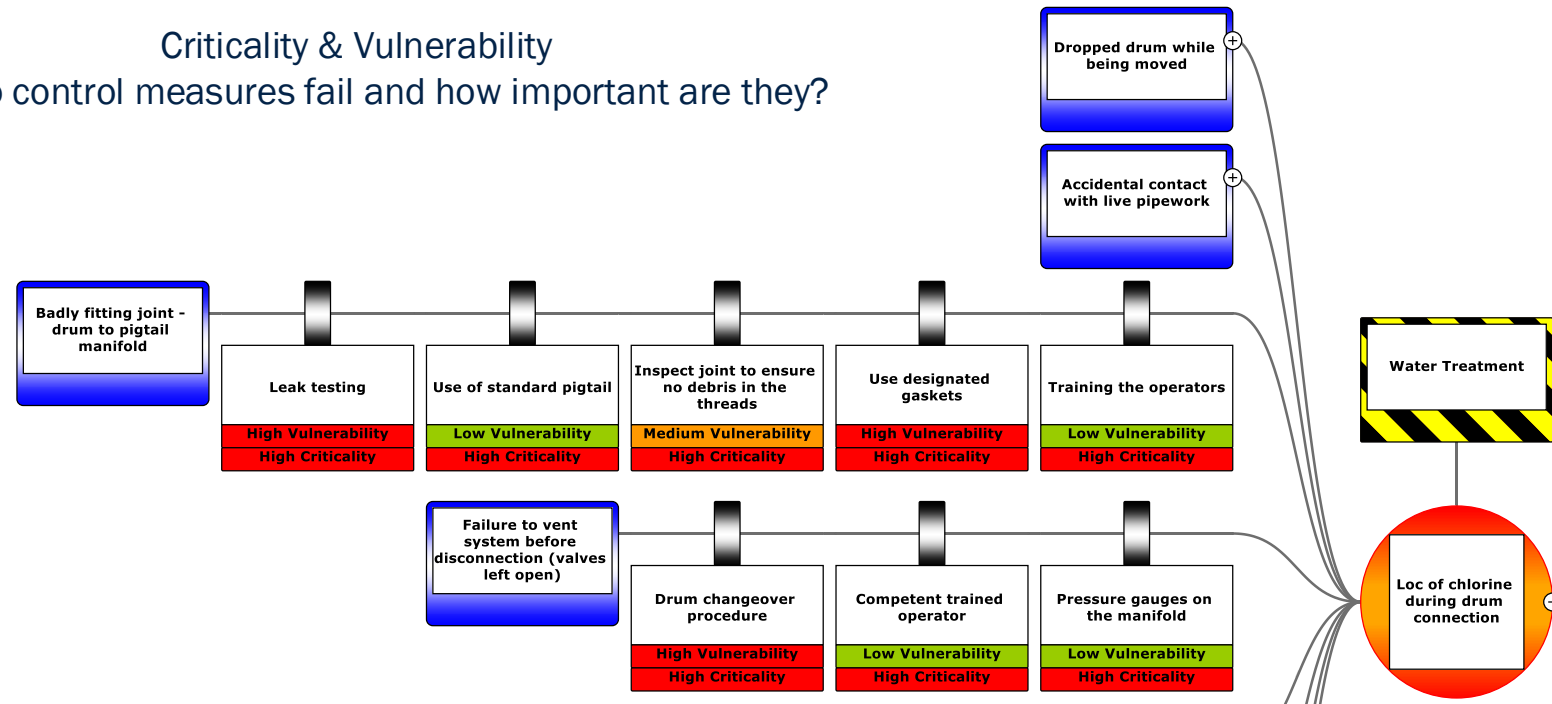 Criticality & Vulnerability
control measures fail and how important are they?
Dropped drum while
being moved
+
Accidental contact
with live pipework
+
Badly fitting joint -
drum to pigtail
manifold
Leak testing
High Vulnerability
High Criticality
Use of standard pigtail
Low Vulnerability
High Criticality
Inspect joint to ensure
no debris in the
threads
Medium Vulnerability
High Criticality
Use designated
gaskets
High Vulnerability
High Criticality
Training the operators
Low Vulnerability
High Criticality
Water Treatment
Failure to vent
system before
disconnection (valves
left open)
Drum changeover
procedure
High Vulnerability
High Criticality
Competent trained
operator
Low Vulnerability
High Criticality
Pressure gauges on
the manifold
Low Vulnerability
High Criticality
Loc of chlorine
during drum
connection